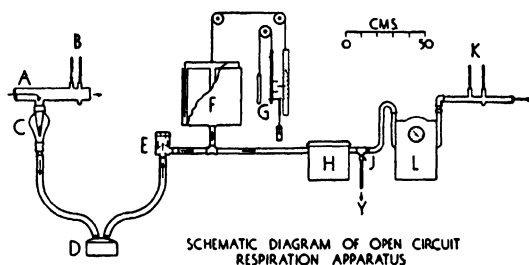 CMS.
0 50
A
B
C
D
E
F
G
H
J
K
L
Y
SCHEMATIC DIAGRAM OF OPEN CIRCUIT
RESPIRATION APPARATUS